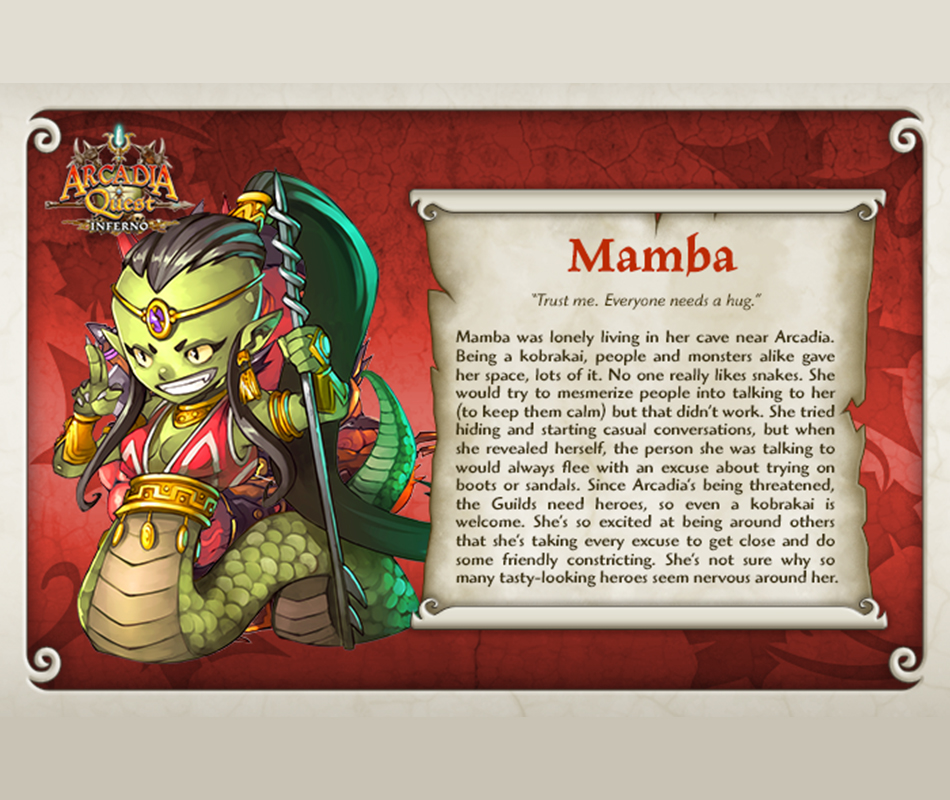 ARCADIA
Quest
INFERNO
Mamba
"Trust me. Everyone needs a hug."
Mamba was lonely living in her cave near Arcadia.
Being a kobrakai, people and monsters alike gave
her space, lots of it. No one really likes snakes. She
would try to mesmerize people into talking to her
(to keep them calm) but that didn't work. She tried
hiding and starting casual conversations, but when
she revealed herself, the person she was talking to
would always flee with an excuse about trying on
boots or sandals. Since Arcadia's being threatened,
the Guilds need heroes, so even a kobrakai is
welcome. She's so excited at being around others
that she's taking every excuse to get close and do
some friendly constricting. She's not sure why so
many tasty-looking heroes seem nervous around her.